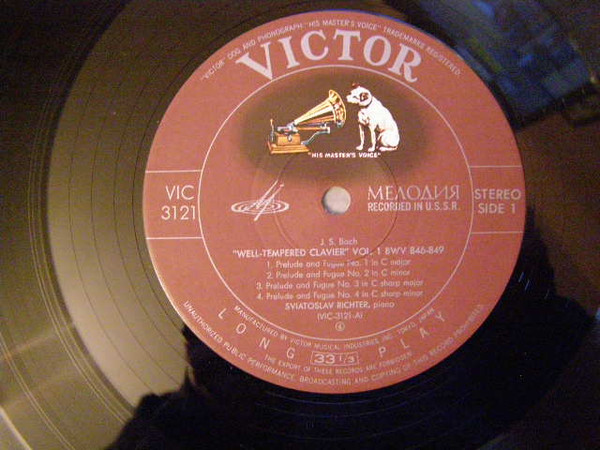 "VICTOR" DOG AND PHONOGRAPH "HIS MASTER'S VOICE" TRADEMARKS REGISTERED.
VICTOR
"HIS MASTER'S VOICE"
VIC
3121
МЕЛОДИЯ
RECORDED IN U.S.S.R.
STEREO
SIDE 1
J. S. Bach
"WELL-TEMPERED CLAVIER" VOL. 1 BWV 846-849
1. Prelude and Fugue No. 1 in C major
2. Prelude and Fugue No. 2 in C minor
3. Prelude and Fugue No. 3 in C sharp major
4. Prelude and Fugue No. 4 in C sharp minor
SVIATOSLAV RICHTER, piano
(VIC-3121-A)
MANUFACTURED BY VICTOR MUSICAL INDUSTRIES, INC. TOKYO, JAPAN
LONG 33 1/3 PLAY
THE EXPORT OF THESE RECORDS ARE FORBIDDEN
UNAUTHORIZED PUBLIC PERFORMANCE, BROADCASTING AND COPYING OF THIS RECORD PROHIBITED